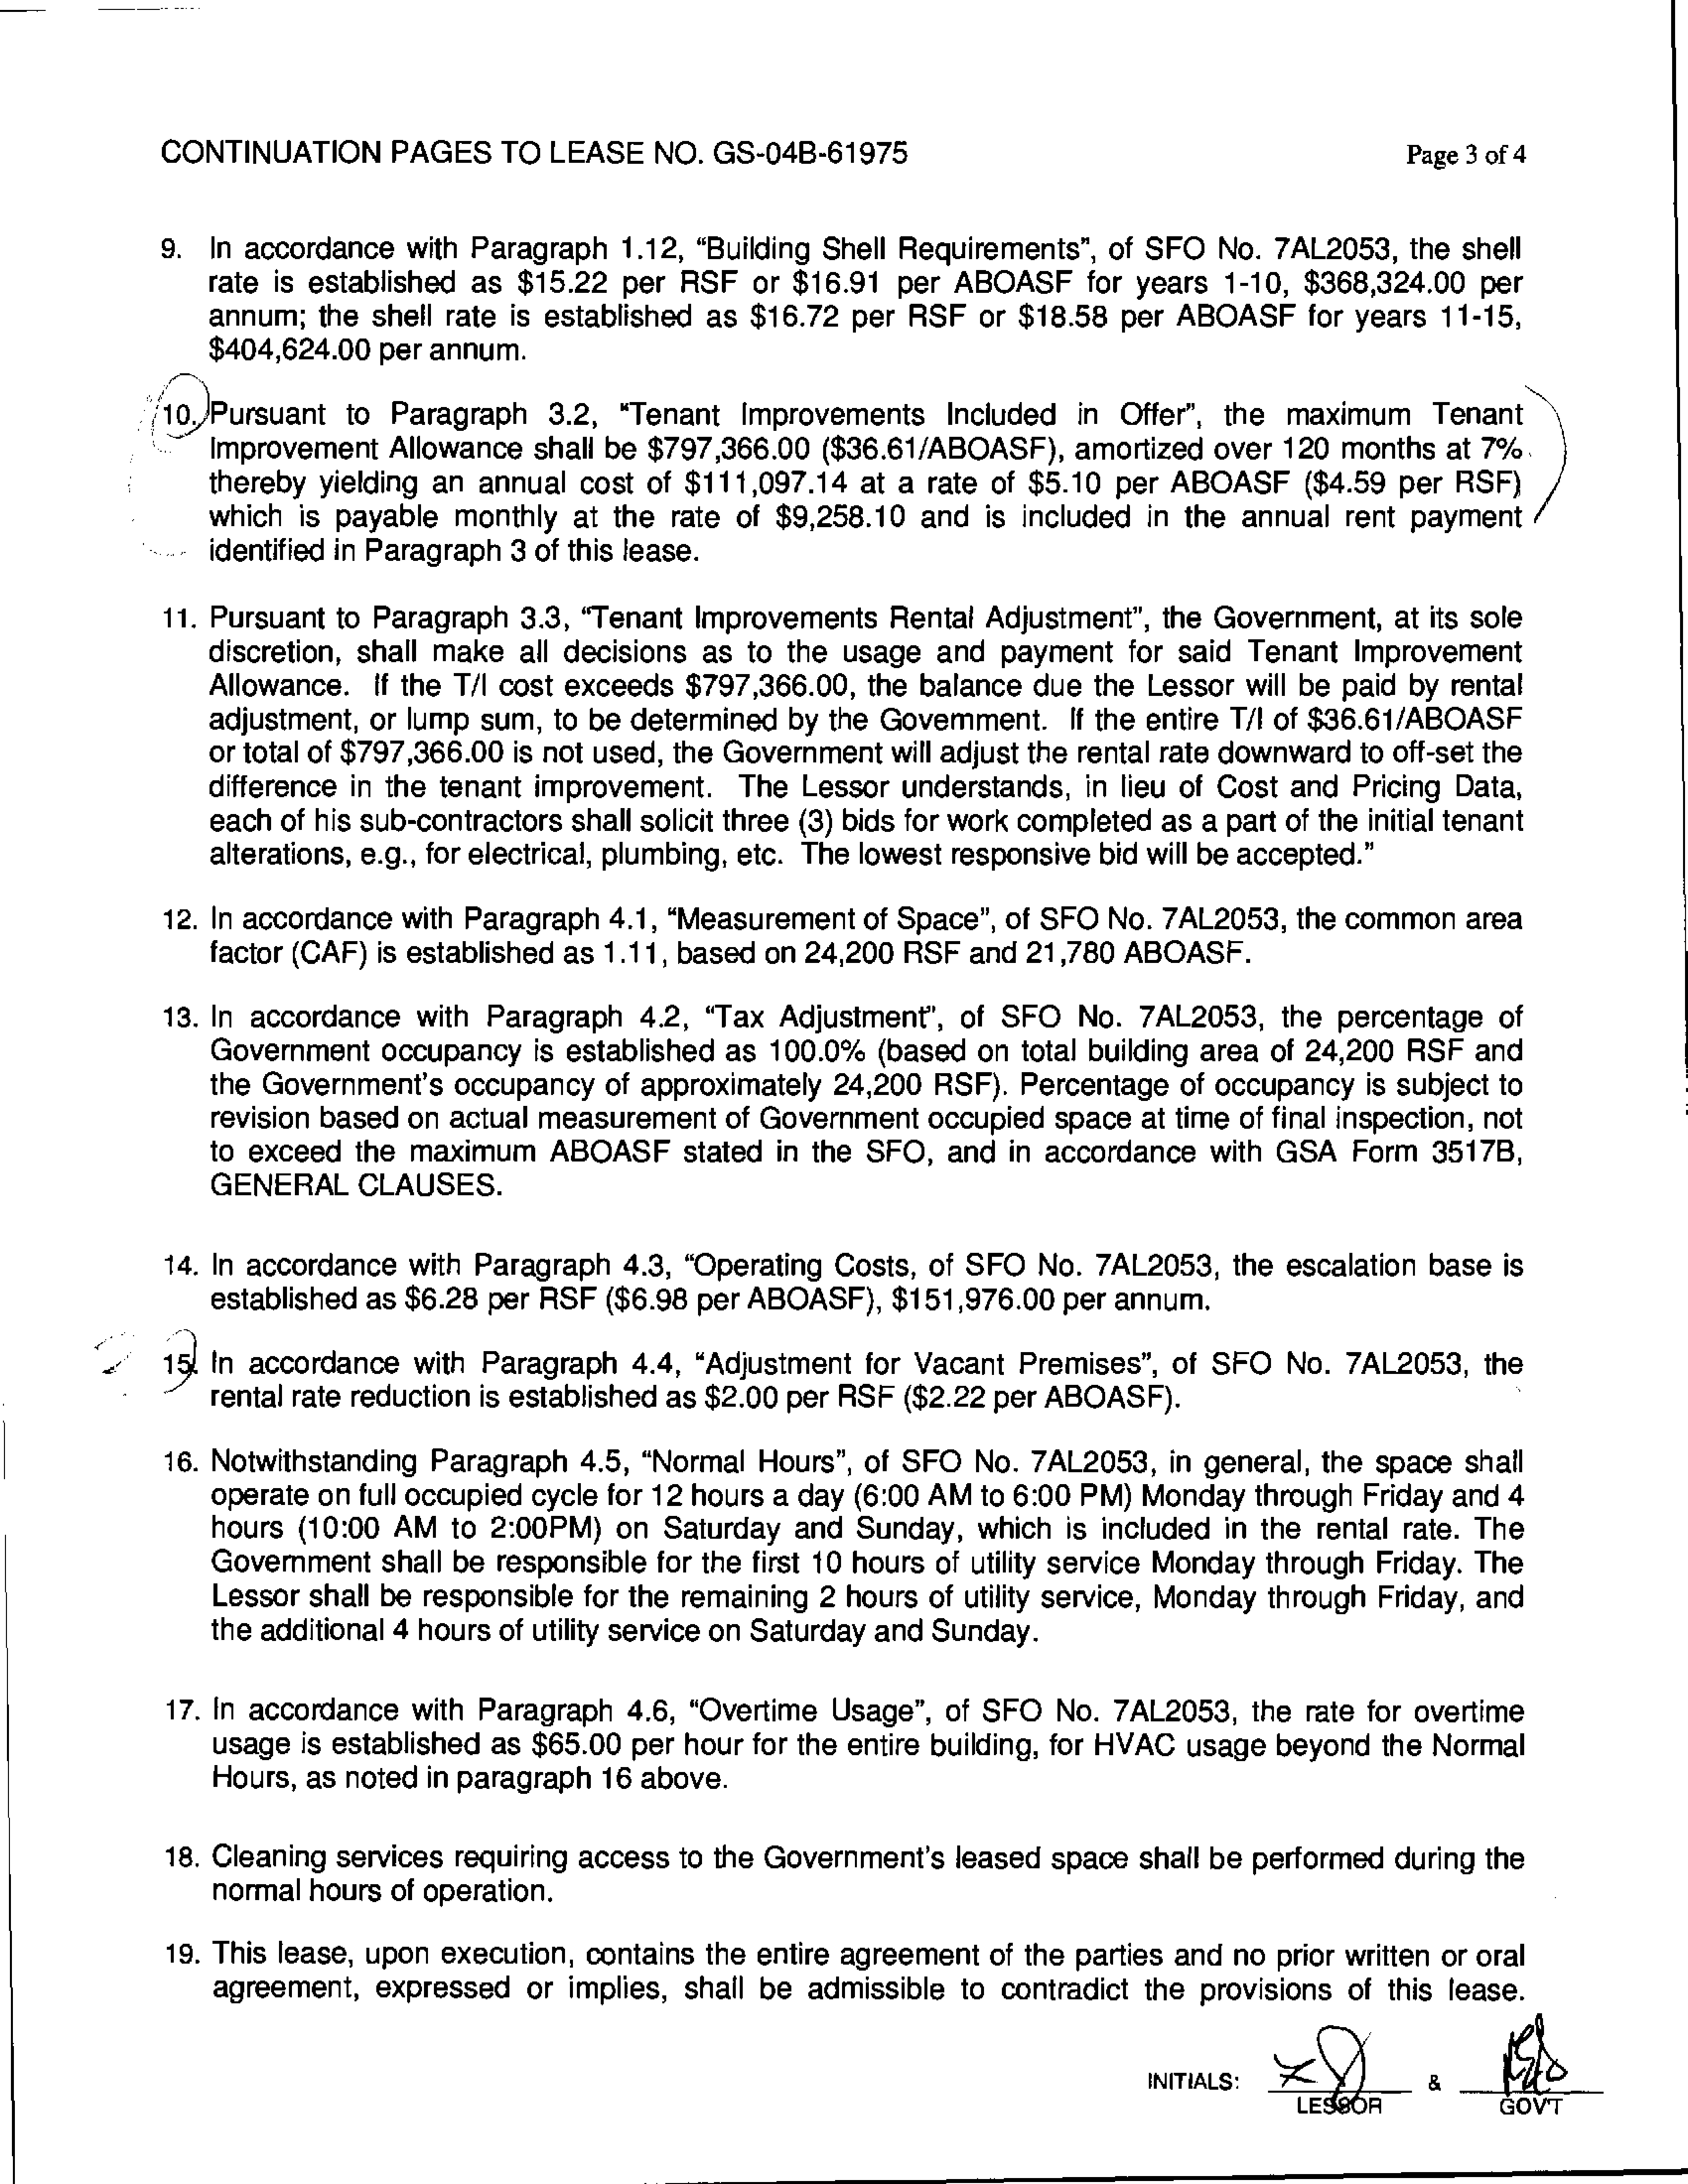 CONTINUATION PAGES TO LEASE NO. GS-04B-61975 Page 3 of 4
9. In accordance with Paragraph 1.12, “Building Shell Requirements”, of SFO No. 7AL2053, the shell
rate is established as $15.22 per RSF or $16.91 per ABOASF for years 1-10, $368,324.00 per
annum; the shell rate is established as $16.72 per RSF or $18.58 per ABOASF for years 11-15,
$404,624.00 per annum.
10. Pursuant to Paragraph 3.2, “Tenant Improvements Included in Offer”, the maximum Tenant
Improvement Allowance shall be $797,366.00 ($36.61/ABOASF), amortized over 120 months at 7%
thereby yielding an annual cost of $111,097.14 at a rate of $5.10 per ABOASF ($4.59 per RSF)
which is payable monthly at the rate of $9,258.10 and is included in the annual rent payment
identified in Paragraph 3 of this lease.
11. Pursuant to Paragraph 3.3, “Tenant Improvements Rental Adjustment”, the Government, at its sole
discretion, shall make all decisions as to the usage and payment for said Tenant Improvement
Allowance. If the T/I cost exceeds $797,366.00, the balance due the Lessor will be paid by rental
adjustment, or lump sum, to be determined by the Government. If the entire T/I of $36.61/ABOASF
or total of $797,366.00 is not used, the Government will adjust the rental rate downward to off-set the
difference in the tenant improvement. The Lessor understands, in lieu of Cost and Pricing Data,
each of his sub-contractors shall solicit three (3) bids for work completed as a part of the initial tenant
alterations, e.g., for electrical, plumbing, etc. The lowest responsive bid will be accepted.”
12. In accordance with Paragraph 4.1, “Measurement of Space”, of SFO No. 7AL2053, the common area
factor (CAF) is established as 1.11, based on 24,200 RSF and 21,780 ABOASF.
13. In accordance with Paragraph 4.2, “Tax Adjustment”, of SFO No. 7AL2053, the percentage of
Government occupancy is established as 100.0% (based on total building area of 24,200 RSF and
the Government’s occupancy of approximately 24,200 RSF). Percentage of occupancy is subject to
revision based on actual measurement of Government occupied space at time of final inspection, not
to exceed the maximum ABOASF stated in the SFO, and in accordance with GSA Form 3517B,
GENERAL CLAUSES.
14. In accordance with Paragraph 4.3, “Operating Costs, of SFO No. 7AL2053, the escalation base is
established as $6.28 per RSF ($6.98 per ABOASF), $151,976.00 per annum.
15. In accordance with Paragraph 4.4, “Adjustment for Vacant Premises”, of SFO No. 7AL2053, the
rental rate reduction is established as $2.00 per RSF ($2.22 per ABOASF).
16. Notwithstanding Paragraph 4.5, “Normal Hours”, of SFO No. 7AL2053, in general, the space shall
operate on full occupied cycle for 12 hours a day (6:00 AM to 6:00 PM) Monday through Friday and 4
hours (10:00 AM to 2:00PM) on Saturday and Sunday, which is included in the rental rate. The
Government shall be responsible for the first 10 hours of utility service Monday through Friday. The
Lessor shall be responsible for the remaining 2 hours of utility service, Monday through Friday, and
the additional 4 hours of utility service on Saturday and Sunday.
17. In accordance with Paragraph 4.6, “Overtime Usage”, of SFO No. 7AL2053, the rate for overtime
usage is established as $65.00 per hour for the entire building, for HVAC usage beyond the Normal
Hours, as noted in paragraph 16 above.
18. Cleaning services requiring access to the Government’s leased space shall be performed during the
normal hours of operation.
19. This lease, upon execution, contains the entire agreement of the parties and no prior written or oral
agreement, expressed or implies, shall be admissible to contradict the provisions of this lease.
INITIALS: &
LESSOR GOV'T